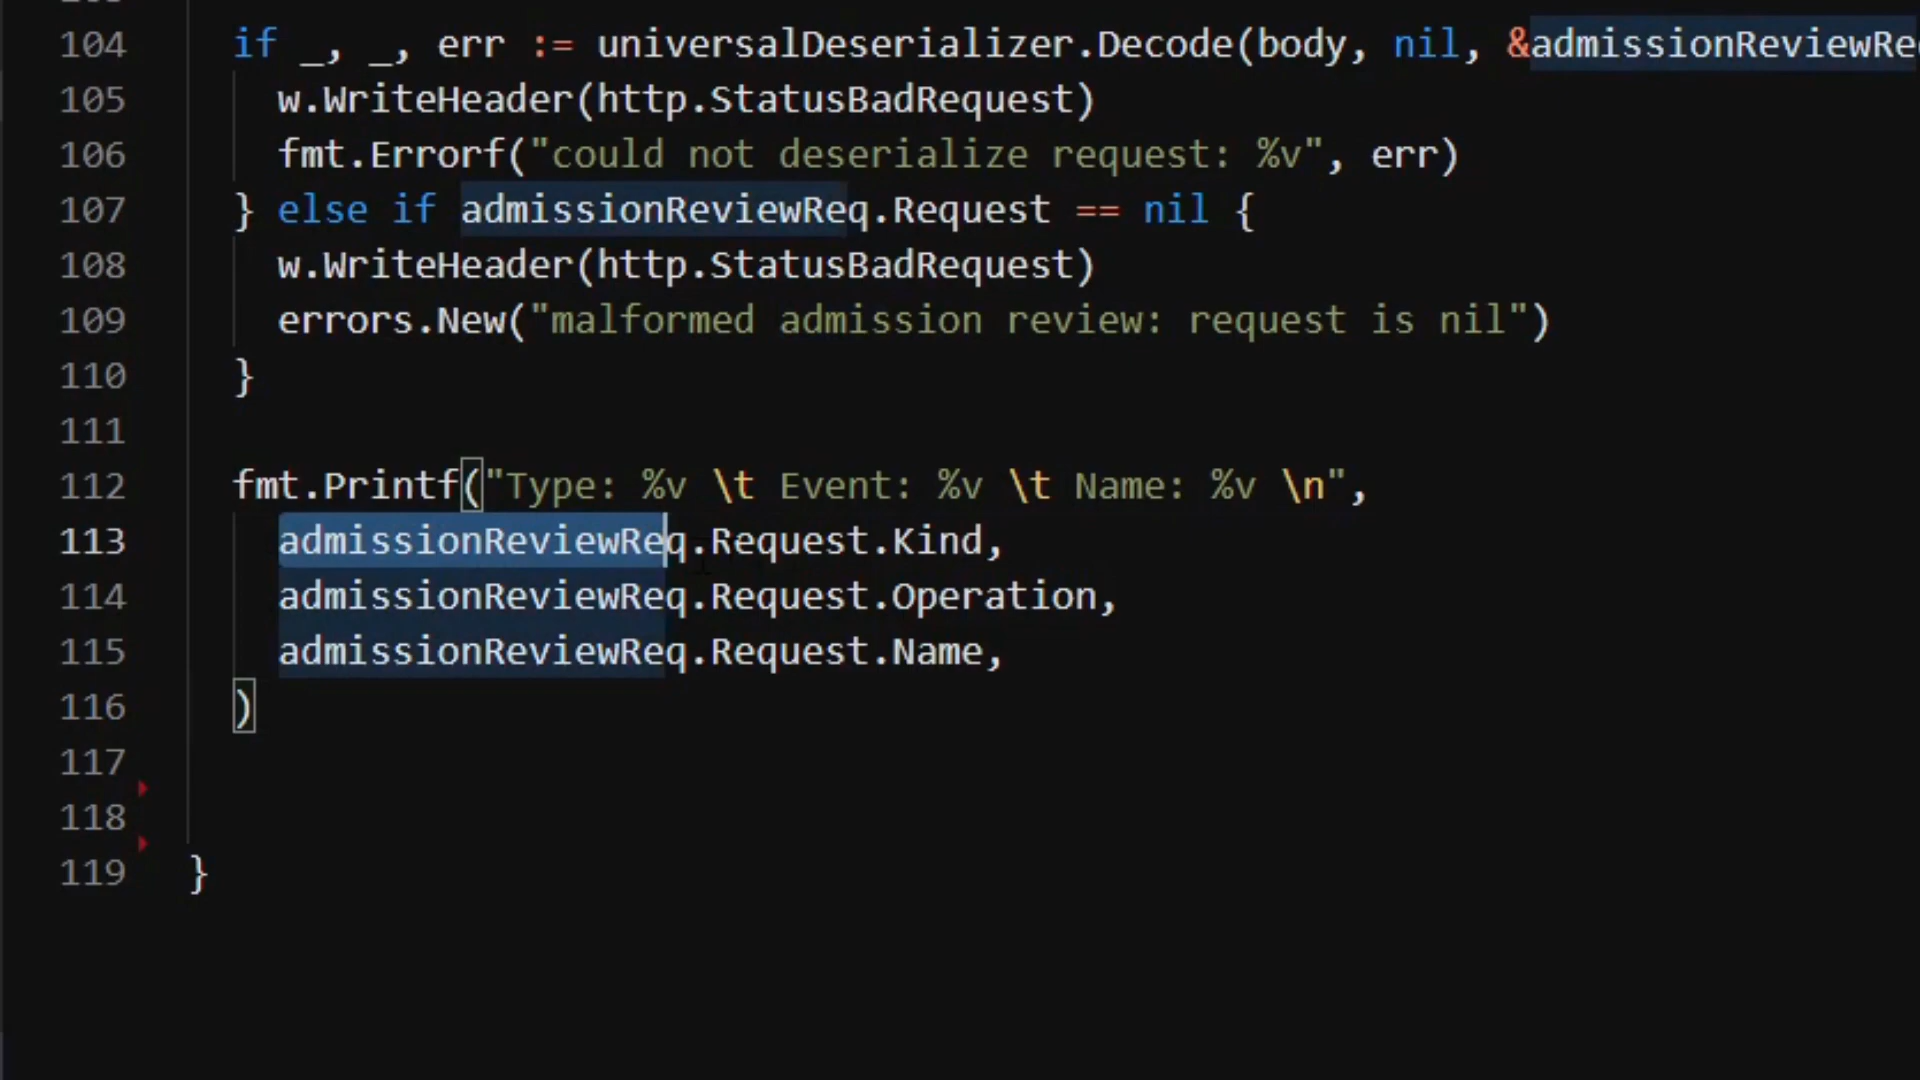 104 if _, _, err := universalDeserializer.Decode(body, nil, &admissionReviewRe
105 w.WriteHeader(http.StatusBadRequest)
106 fmt.Errorf("could not deserialize request: %v", err)
107 } else if admissionReviewReq.Request == nil {
108 w.WriteHeader(http.StatusBadRequest)
109 errors.New("malformed admission review: request is nil")
110 }
111
112 fmt.Printf("Type: %v \t Event: %v \t Name: %v \n",
113 admissionReviewReq.Request.Kind,
114 admissionReviewReq.Request.Operation,
115 admissionReviewReq.Request.Name,
116 )
117
118
119 }